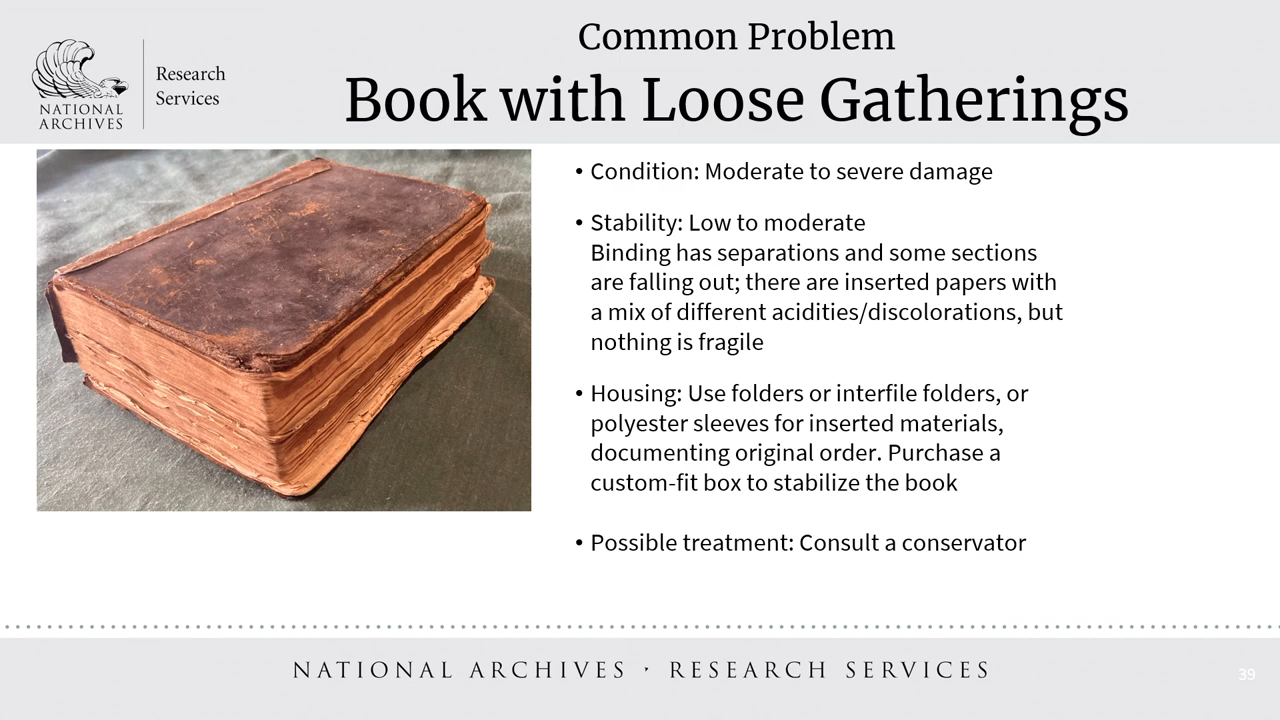 NATIONAL
ARCHIVES
Research
Services
Common Problem
Book with Loose Gatherings
• Condition: Moderate to severe damage
• Stability: Low to moderate
Binding has separations and some sections
are falling out; there are inserted papers with
a mix of different acidities/discolorations, but
nothing is fragile
• Housing: Use folders or interfile folders, or
polyester sleeves for inserted materials,
documenting original order. Purchase a
custom-fit box to stabilize the book
• Possible treatment: Consult a conservator
NATIONAL ARCHIVES · RESEARCH SERVICES
39